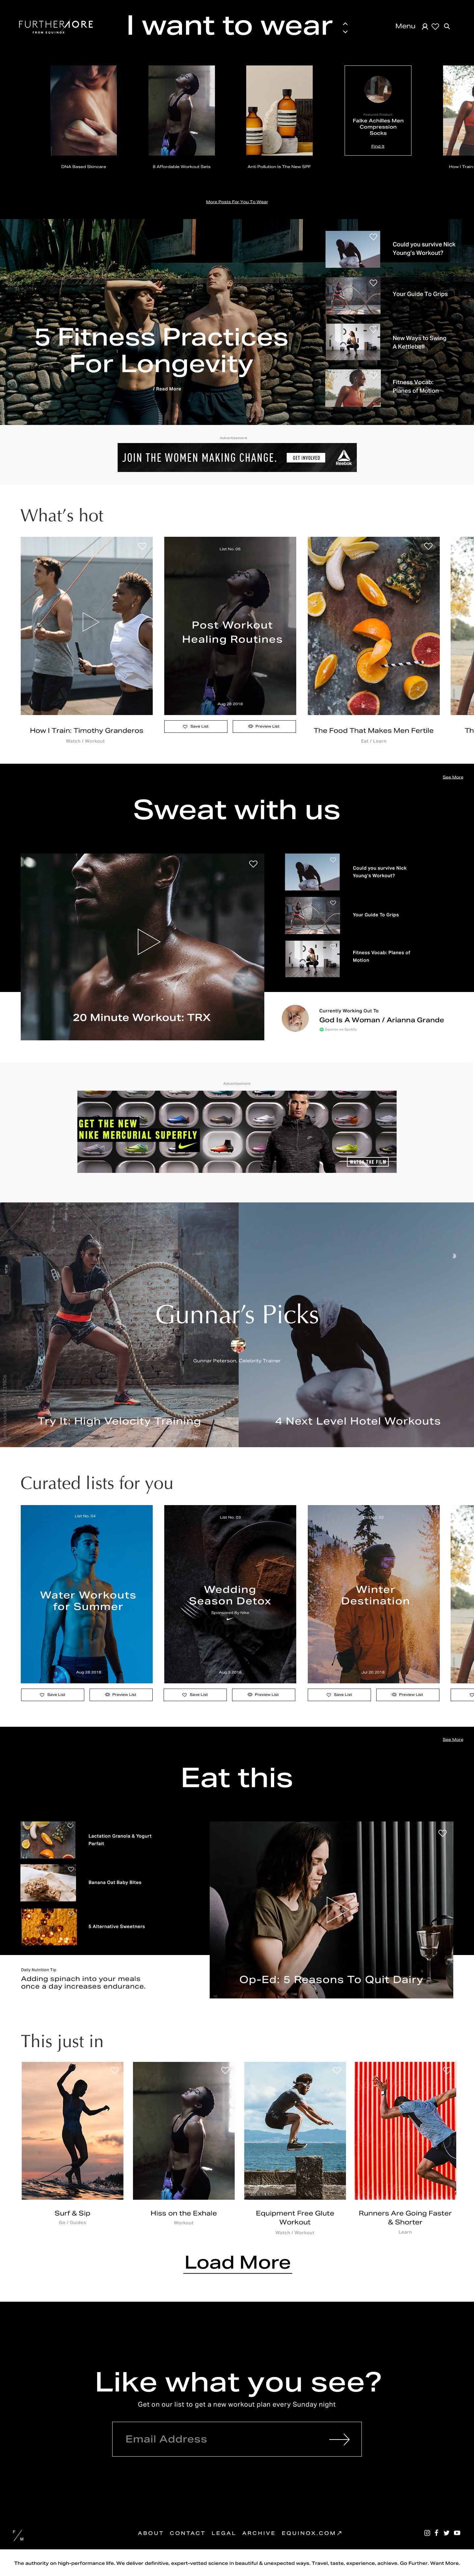 FURTHERMORE
FROM EQUINOX
I want to wear
Menu
DNA Based Skincare
6 Affordable Workout Sets
Anti Pollution Is The New SPF
Featured Product
Falke Achilles Men
Compression
Socks
Find it
How I Train:
More Posts For You To Wear
5 Fitness Practices
For Longevity
/ Read More
Could you survive Nick
Young's Workout?
Your Guide To Grips
New Ways to Swing
A Kettlebell
Fitness Vocab:
Planes of Motion
Advertisement
JOIN THE WOMEN MAKING CHANGE.
GET INVOLVED
Reebok
What's hot
List No. 06
Post Workout
Healing Routines
Aug 28 2018
Save List
Preview List
How I Train: Timothy Granderos
Watch / Workout
The Food That Makes Men Fertile
Eat / Learn
Th
See More
Sweat with us
20 Minute Workout: TRX
Could you survive Nick
Young's Workout?
Your Guide To Grips
Fitness Vocab: Planes of
Motion
Currently Working Out To
God Is A Woman / Arianna Grande
Equinox on Spotify
Advertisement
GET THE NEW
NIKE MERCURIAL SUPERFLY
WATCH THE FILM
Gunnar's Picks
Gunnar Peterson, Celebrity Trainer
Try It: High Velocity Training
4 Next Level Hotel Workouts
Curated lists for you
List No. 04
Water Workouts
for Summer
Aug 28 2018
Save List
Preview List
List No. 03
Wedding
Season Detox
Sponsored By Nike
Aug 3 2018
Save List
Preview List
Winter
Destination
Jul 20 2018
Save List
Preview List
See More
Eat this
Lactation Granola & Yogurt
Parfait
Banana Oat Baby Bites
5 Alternative Sweetners
Daily Nutrition Tip
Adding spinach into your meals
once a day increases endurance.
Op-Ed: 5 Reasons To Quit Dairy
This just in
Surf & Sip
Go / Guides
Hiss on the Exhale
Workout
Equipment Free Glute
Workout
Watch / Workout
Runners Are Going Faster
& Shorter
Learn
Load More
Like what you see?
Get on our list to get a new workout plan every Sunday night
Email Address
F/M
ABOUT CONTACT LEGAL ARCHIVE EQUINOX.COM↗
The authority on high-performance life. We deliver definitive, expert-vetted science in beautiful & unexpected ways. Travel, taste, experience, achieve. Go Further. Want More.